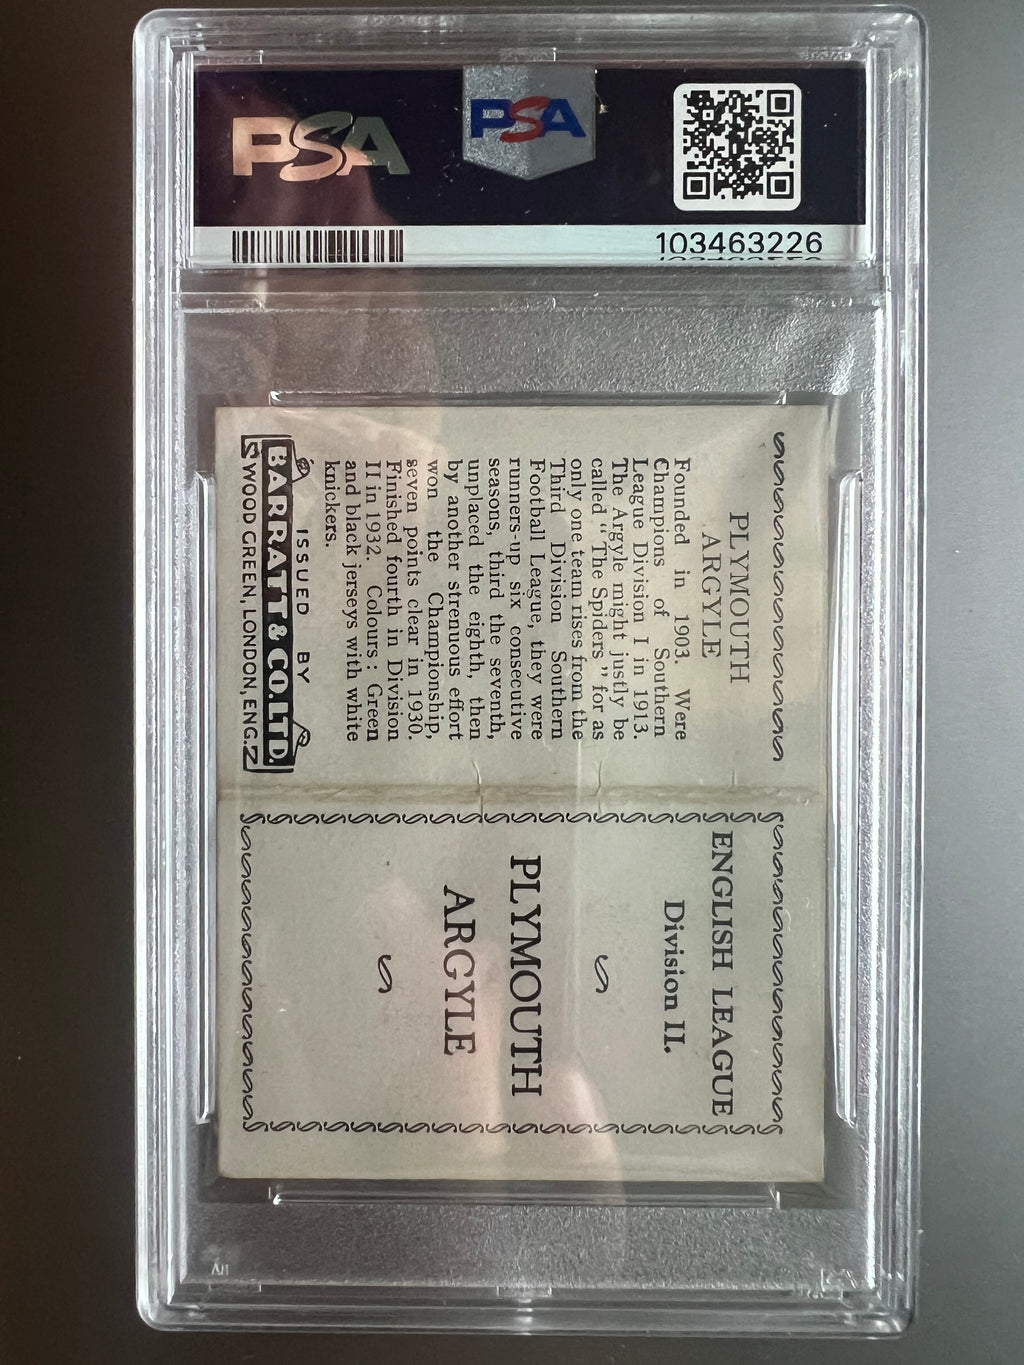 PSA
PSA
103463226
PLYMOUTH
ARGYLE
Founded in 1903. Were
Champions of Southern
League Division I in 1913.
The Argyle might justly be
called "The Spiders" for as
only one team rises from the
Third Division Southern
Football League, they were
runners-up six consecutive
seasons, third the seventh,
unplaced the eighth, then
by another strenuous effort
won the Championship,
seven points clear in 1930.
Finished fourth in Division
II in 1932. Colours: Green
and black jerseys with white
knickers.
ISSUED BY
BARRATT & CO. LTD.
WOOD GREEN, LONDON, ENG.
ENGLISH LEAGUE
Division II.
PLYMOUTH
ARGYLE